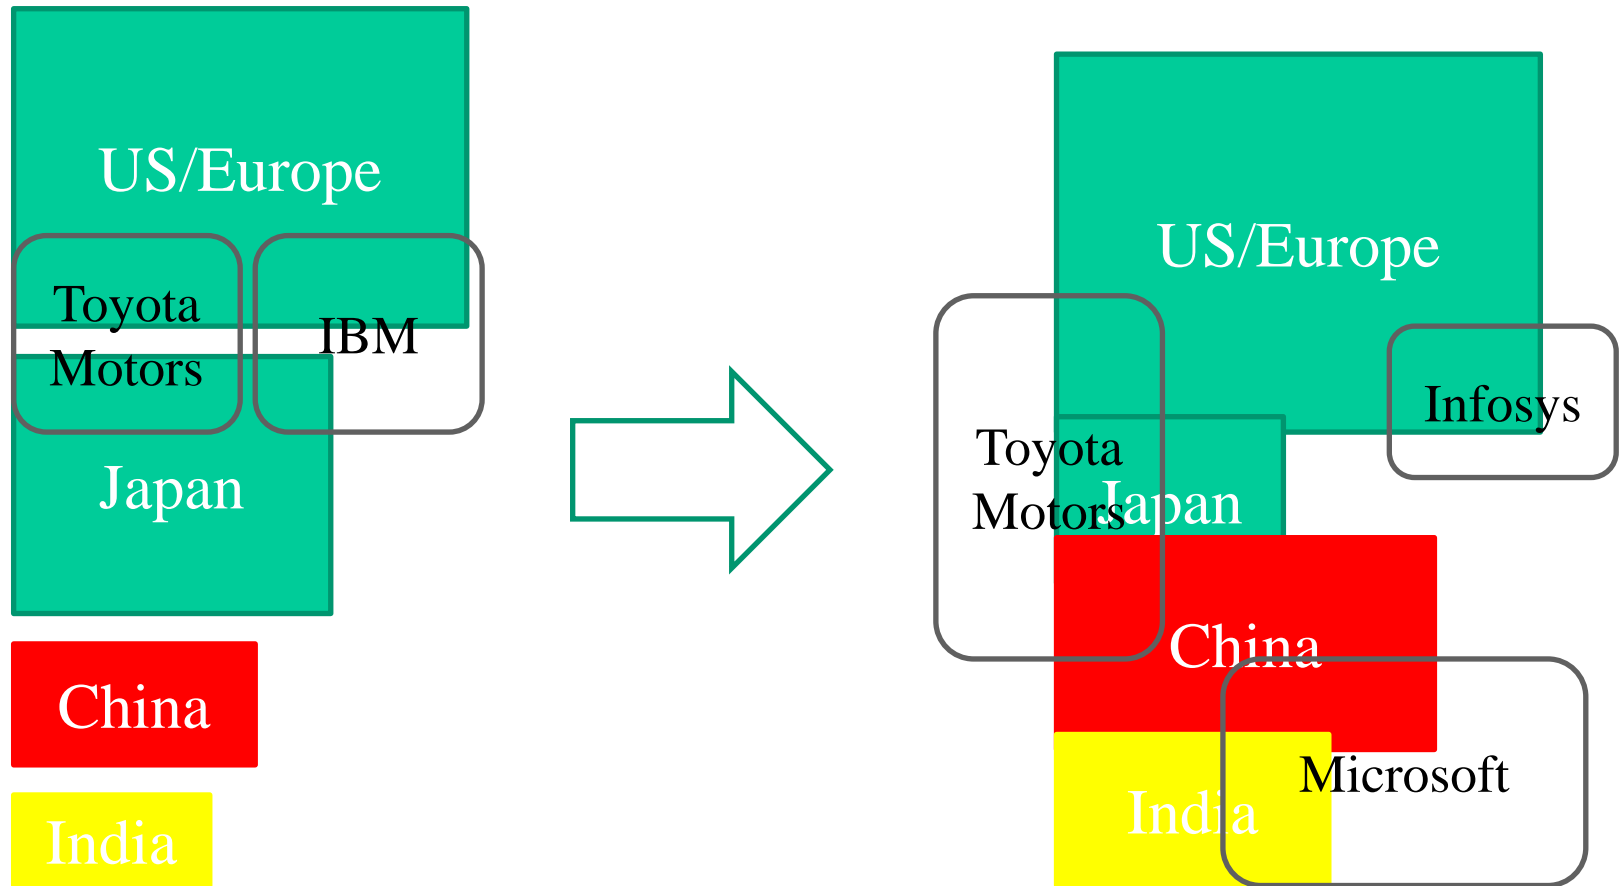 US/Europe
Toyota
Motors
IBM
Japan
China
India
US/Europe
Infosys
Toyota
Motors
Japan
China
Microsoft
India